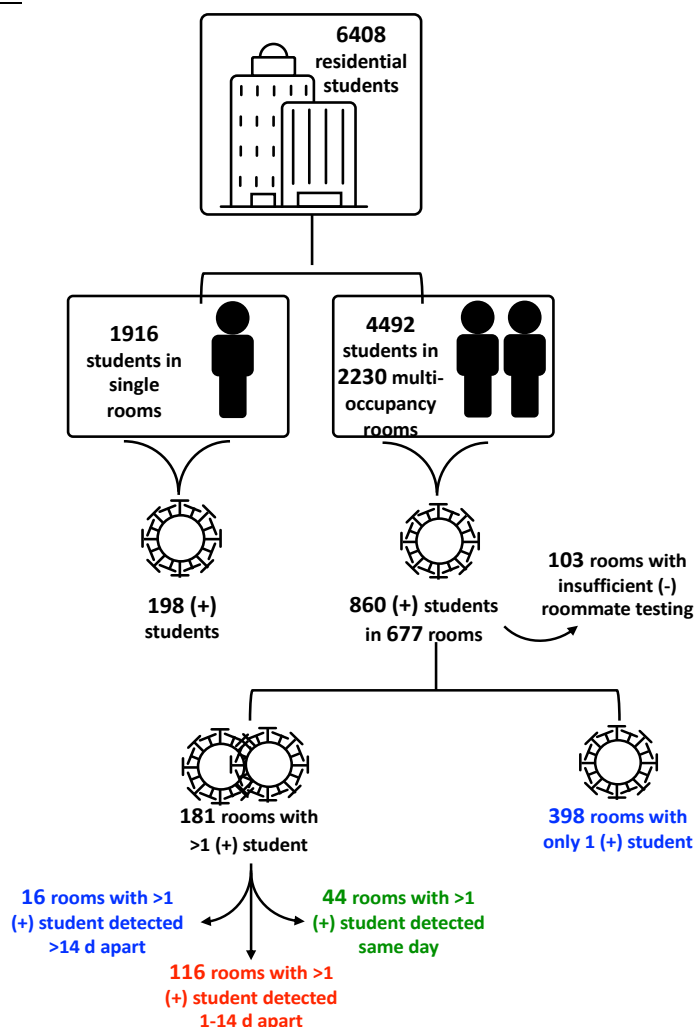 6408
residential
students
1916
students in
single
rooms
4492
students in
2230 multi-
occupancy
rooms
198 (+)
students
860 (+) students
in 677 rooms
103 rooms with
insufficient (-)
roommate testing
181 rooms with
>1 (+) student
398 rooms with
only 1 (+) student
16 rooms with >1
(+) student detected
>14 d apart
44 rooms with >1
(+) student detected
same day
116 rooms with >1
(+) student detected
1-14 d apart